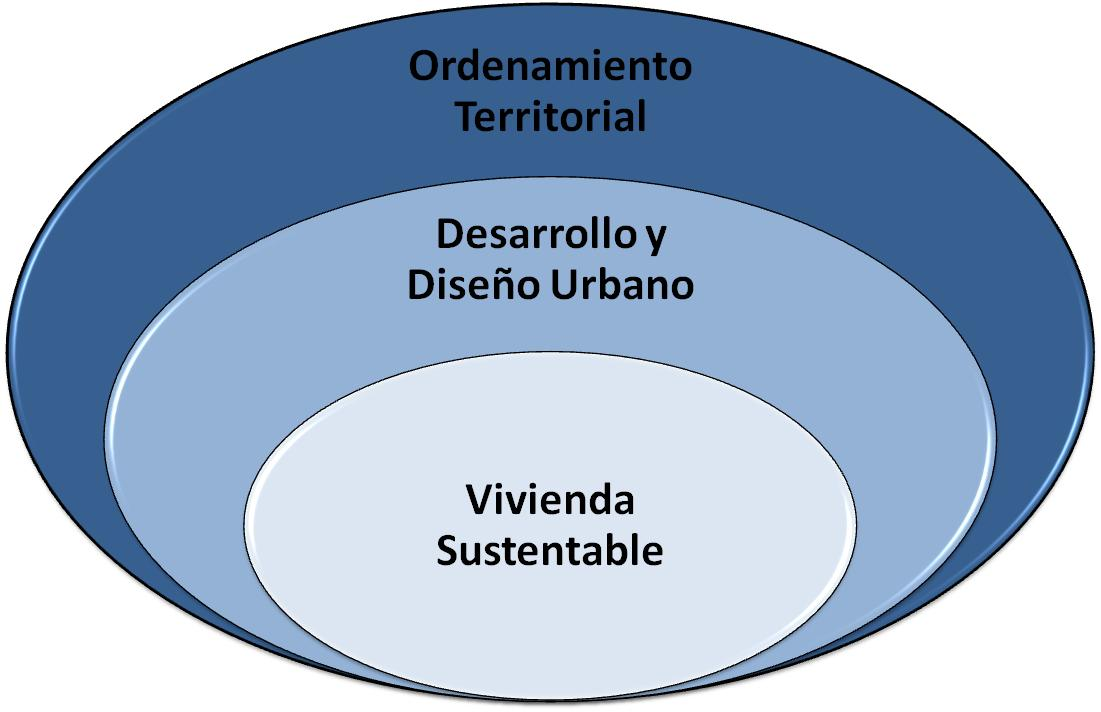 Ordenamiento
Territorial
Desarrollo y
Diseño Urbano
Vivienda
Sustentable